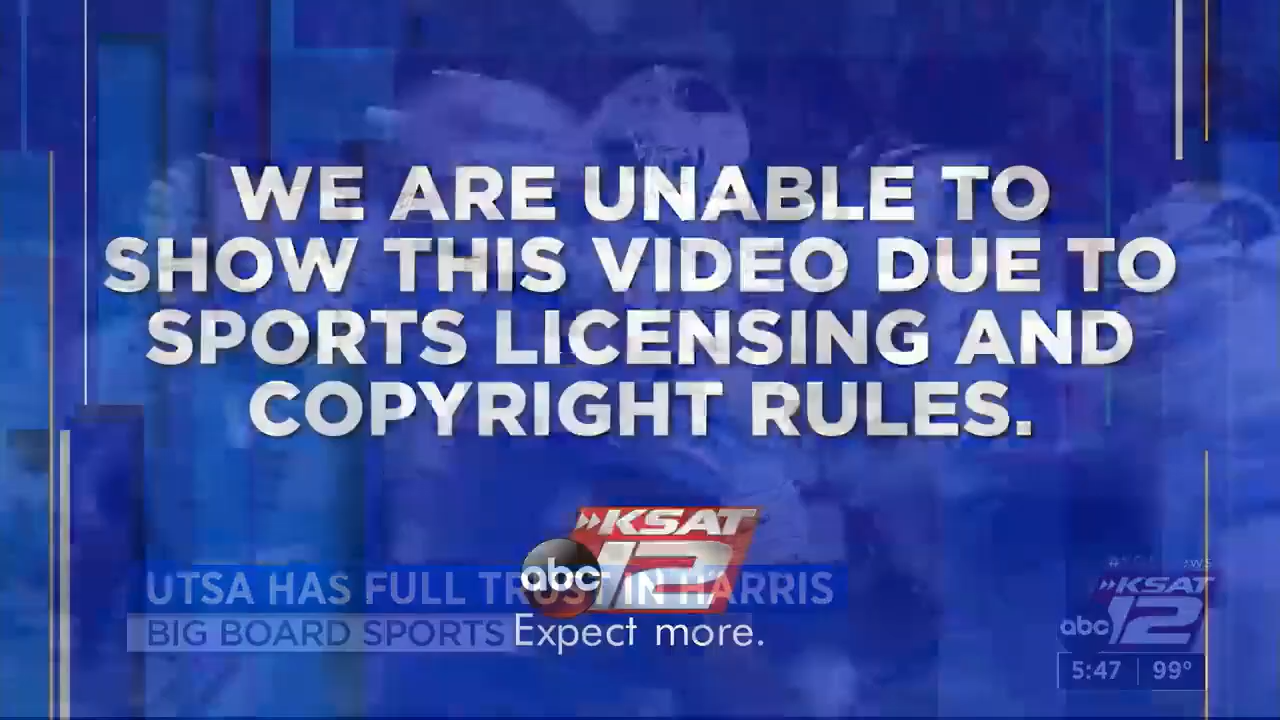 WE ARE UNABLE TO
SHOW THIS VIDEO DUE TO
SPORTS LICENSING AND
COPYRIGHT RULES.
»KSAT
abc 12
UTSA HAS FULL TRUST IN HARRIS
BIG BOARD SPORTS
Expect more.
»KSAT
abc 12
5:47 99°